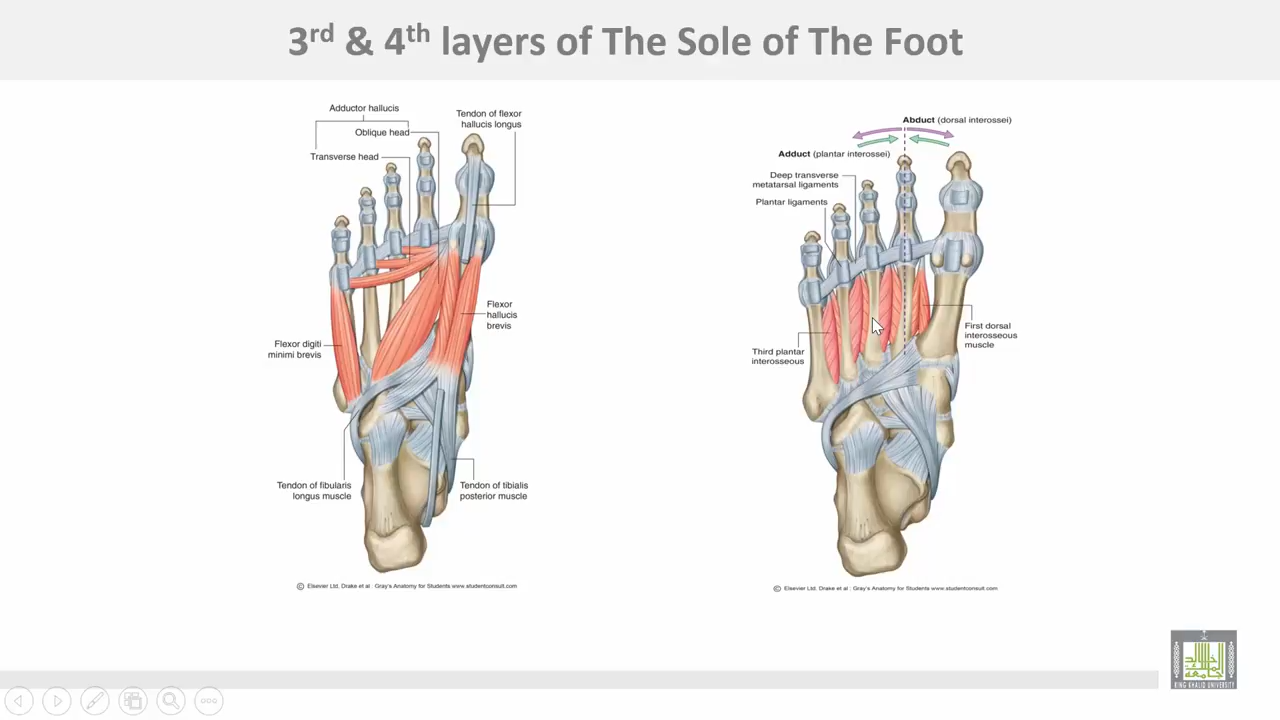 3rd & 4th layers of The Sole of The Foot
Adductor hallucis
Oblique head
Transverse head
Tendon of flexor
hallucis longus
Flexor
hallucis
brevis
Flexor digiti
minimi brevis
Tendon of fibularis
longus muscle
Tendon of tibialis
posterior muscle
© Elsevier Ltd. Drake et al : Gray's Anatomy for Students www.studentconsult.com
Abduct (dorsal interossei)
Adduct (plantar interossei)
Deep transverse
metatarsal ligaments
Plantar ligaments
First dorsal
interosseous
muscle
Third plantar
interosseous
© Elsevier Ltd. Drake et al : Gray's Anatomy for Students www.studentconsult.com
KING KHALID UNIVERSITY